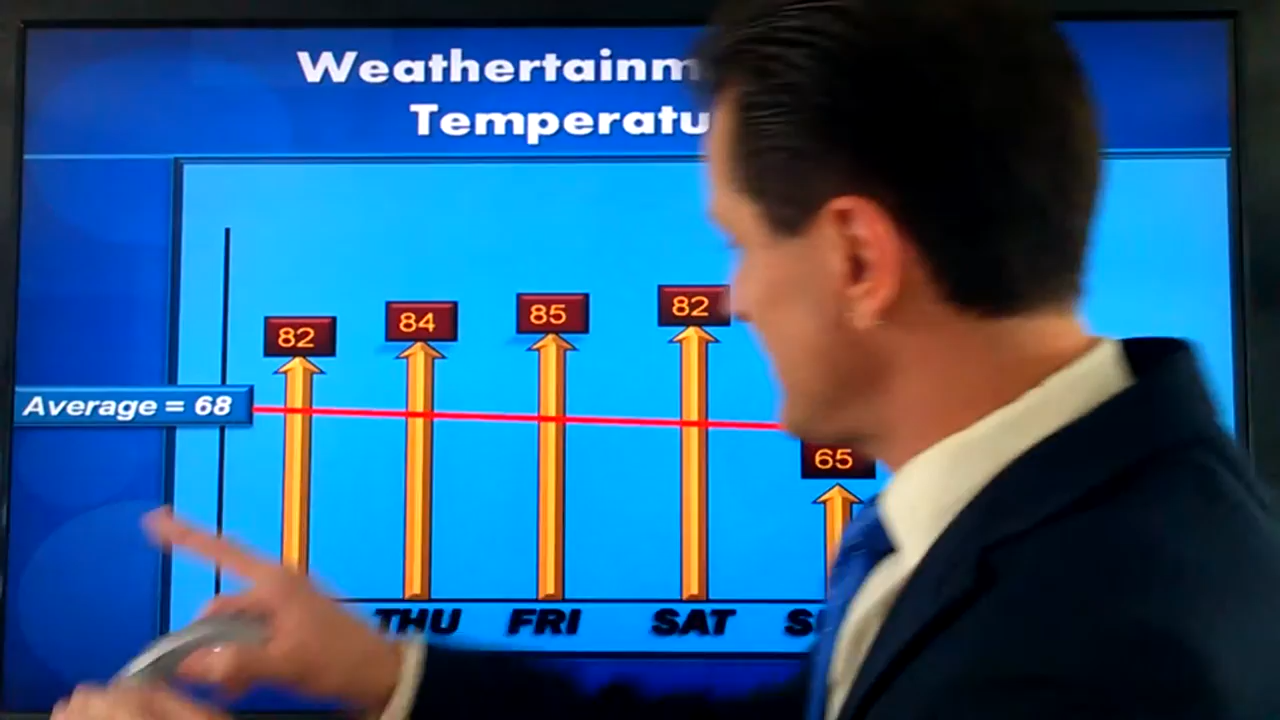 Weathertainm
Temperatu
82
84
85
82
65
Average = 68
THU FRI SAT S